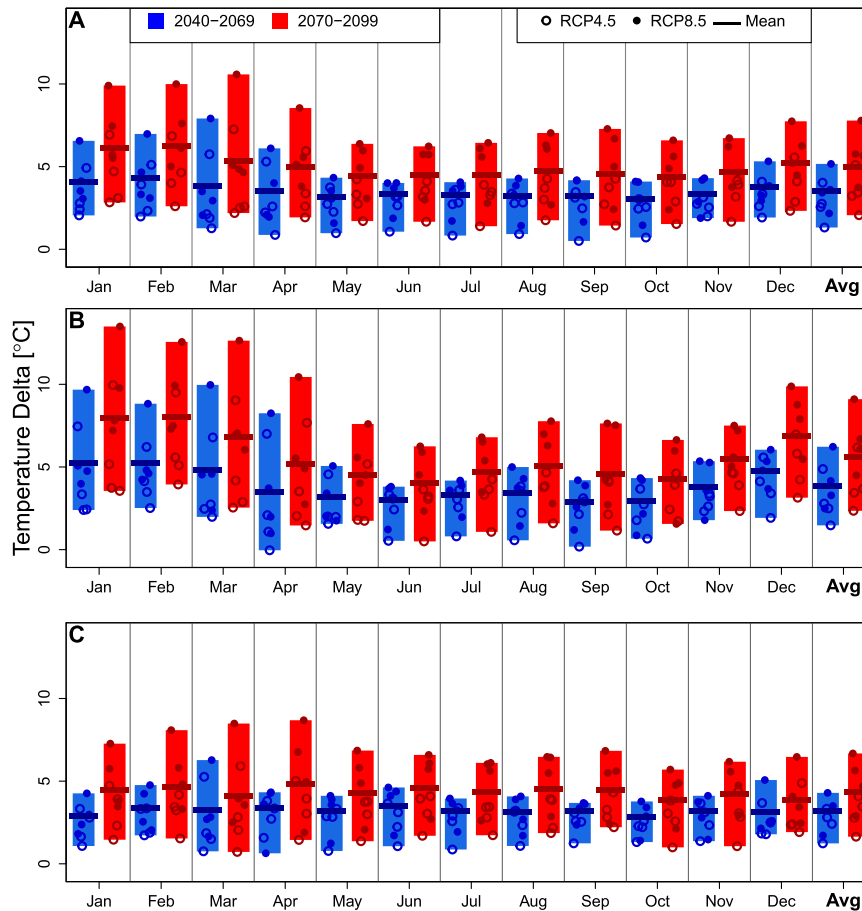 A
2040−2069 2070−2099
RCP4.5 RCP8.5 Mean
10
5
0
Jan Feb Mar Apr May Jun Jul Aug Sep Oct Nov Dec Avg
Temperature Delta [°C]
B
10
5
0
Jan Feb Mar Apr May Jun Jul Aug Sep Oct Nov Dec Avg
C
10
5
0
Jan Feb Mar Apr May Jun Jul Aug Sep Oct Nov Dec Avg